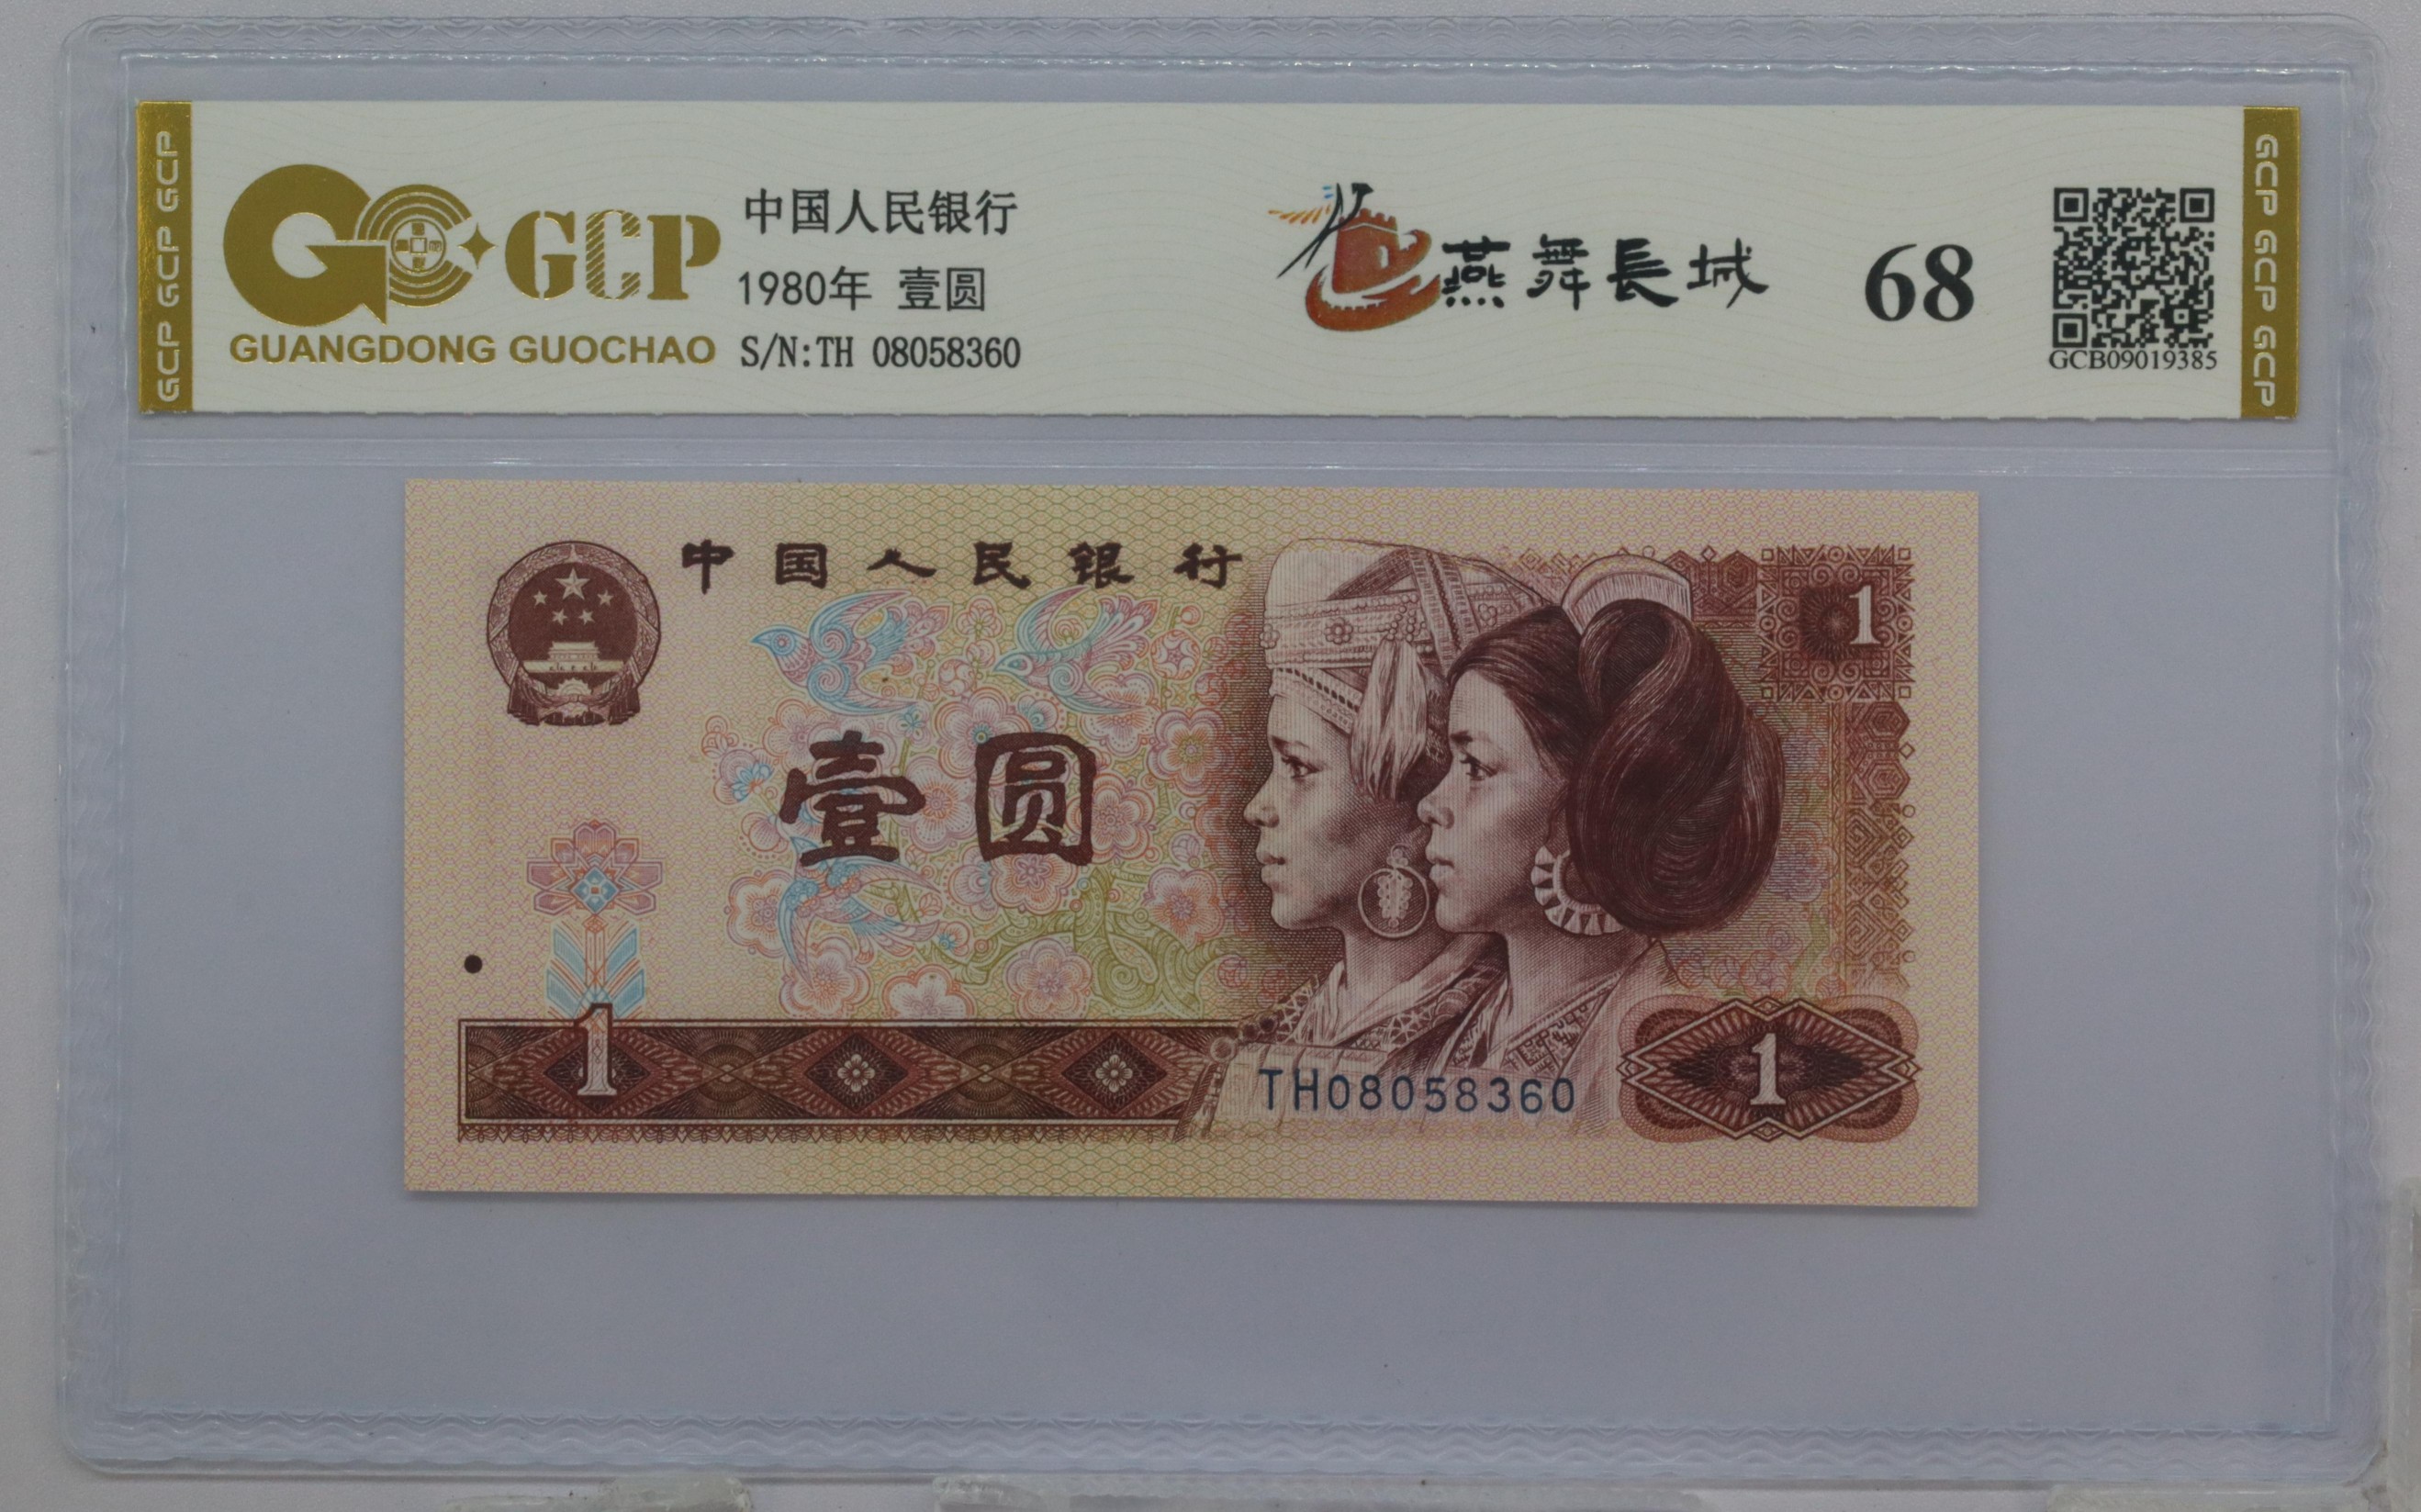 GCP GCP GCP
GCP
GUANGDONG GUOCHAO
中国人民银行
1980年 壹圆
S/N:TH 08058360
燕舞長城
68
GCB09019385
GCP GCP GCP
中国人民银行
1
壹圆
1
TH08058360
1